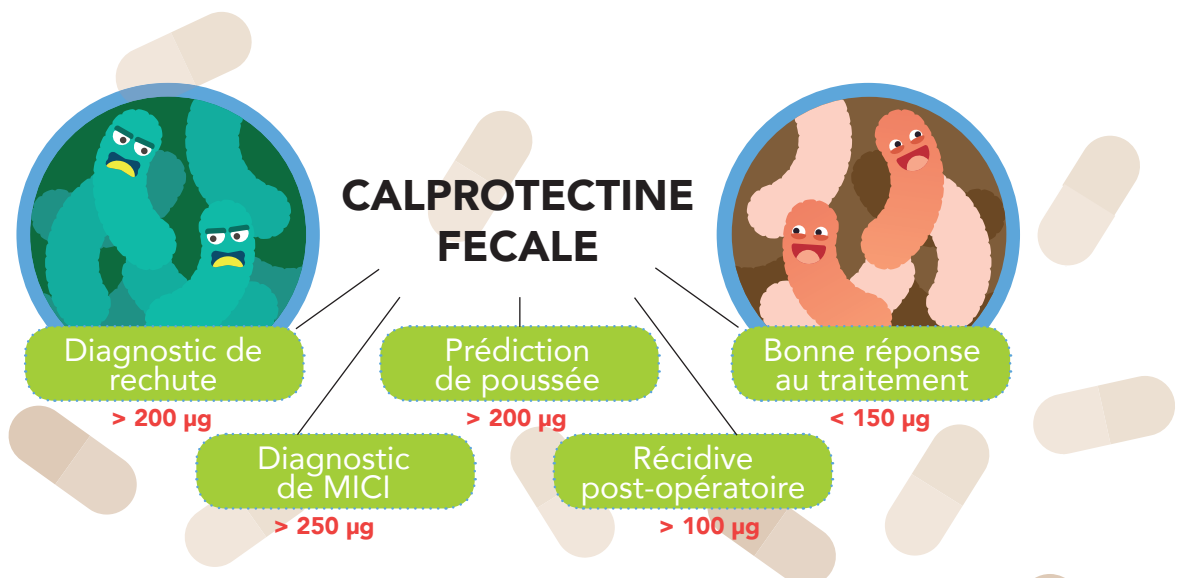 CALPROTECTINE
FECALE
Diagnostic de
rechute
> 200 µg
Prédiction
de poussée
> 200 µg
Bonne réponse
au traitement
< 150 µg
Diagnostic
de MICI
> 250 µg
Récidive
post-opératoire
> 100 µg